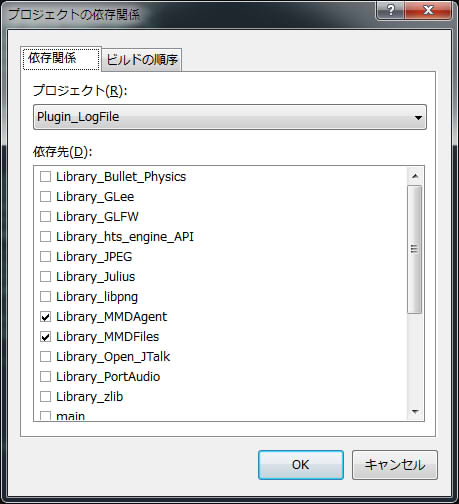 プロジェクトの依存関係
依存関係 ビルドの順序
プロジェクト(R):
Plugin_LogFile
依存先(D):
Library_Bullet_Physics
Library_GLee
Library_GLFW
Library_hts_engine_API
Library_JPEG
Library_Julius
Library_libpng
Library_MMDAgent
Library_MMDFiles
Library_Open_JTalk
Library_PortAudio
Library_zlib
main
OK キャンセル